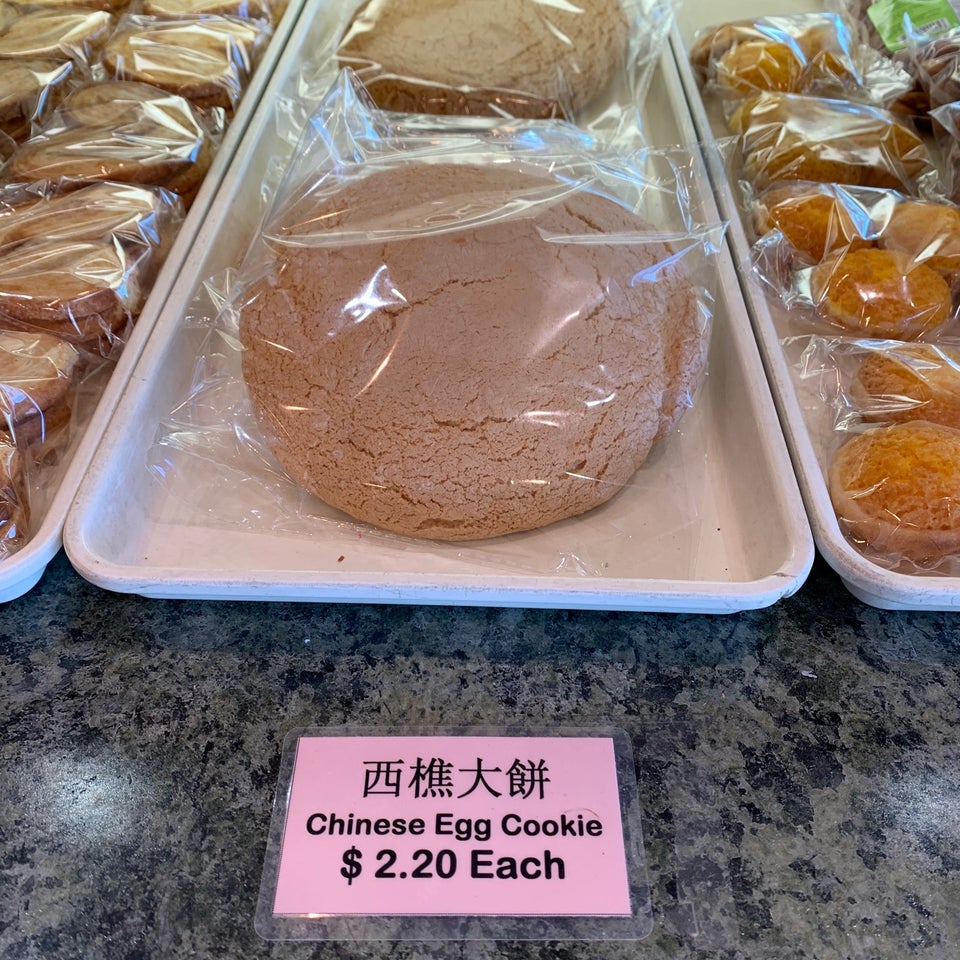 西樵大餅
Chinese Egg Cookie
$ 2.20 Each